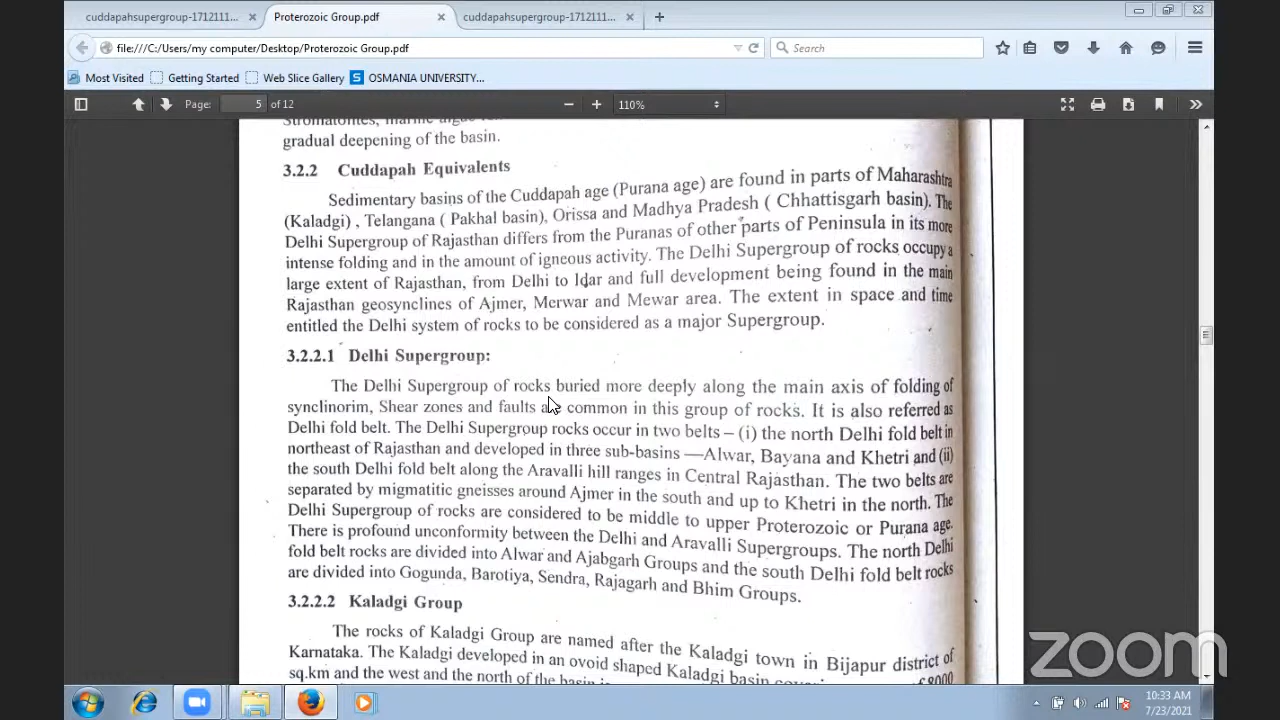 cuddapahsupergroup-1712111...
Proterozoic Group.pdf
cuddapahsupergroup-1712111...
file:///C:/Users/my computer/Desktop/Proterozoic Group.pdf
Search
Most Visited
Getting Started
Web Slice Gallery
S
OSMANIA UNIVERSITY...
Page:
5
of 12
110%
gradual deepening of the basin.
3.2.2 Cuddapah Equivalents
Sedimentary basins of the Cuddapah age (Purana age) are found in parts of Maharashtra
(Kaladgi) , Telangana ( Pakhal basin), Orissa and Madhya Pradesh ( Chhattisgarh basin). The
Delhi Supergroup of Rajasthan differs from the Puranas of other parts of Peninsula in its more
intense folding and in the amount of igneous activity. The Delhi Supergroup of rocks occupy a
large extent of Rajasthan, from Delhi to Idar and full development being found in the main
Rajasthan geosynclines of Ajmer, Merwar and Mewar area. The extent in space and time
entitled the Delhi system of rocks to be considered as a major Supergroup.
3.2.2.1 Delhi Supergroup:
The Delhi Supergroup of rocks buried more deeply along the main axis of folding of
synclinorim, Shear zones and faults are common in this group of rocks. It is also referred as
Delhi fold belt. The Delhi Supergroup rocks occur in two belts – (i) the north Delhi fold belt in
northeast of Rajasthan and developed in three sub-basins —Alwar, Bayana and Khetri and (ii)
the south Delhi fold belt along the Aravalli hill ranges in Central Rajasthan. The two belts are
separated by migmatitic gneisses around Ajmer in the south and up to Khetri in the north. The
Delhi Supergroup of rocks are considered to be middle to upper Proterozoic or Purana age.
There is profound unconformity between the Delhi and Aravalli Supergroups. The north Delhi
fold belt rocks are divided into Alwar and Ajabgarh Groups and the south Delhi fold belt rocks
are divided into Gogunda, Barotiya, Sendra, Rajagarh and Bhim Groups.
3.2.2.2 Kaladgi Group
The rocks of Kaladgi Group are named after the Kaladgi town in Bijapur district of
Karnataka. The Kaladgi developed in an ovoid shaped Kaladgi basin
sq.km and the west and the north of the basin
zoom
10:33 AM
7/23/2021